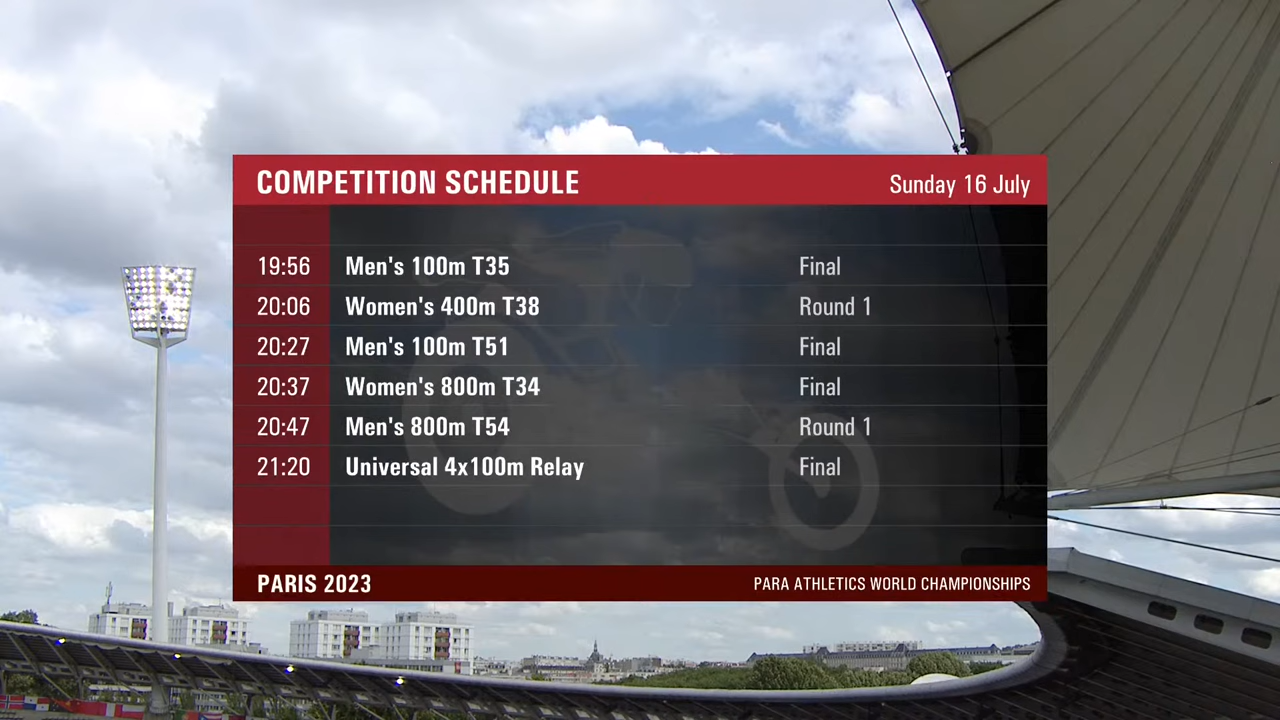 COMPETITION SCHEDULE Sunday 16 July
19:56 Men's 100m T35 Final
20:06 Women's 400m T38 Round 1
20:27 Men's 100m T51 Final
20:37 Women's 800m T34 Final
20:47 Men's 800m T54 Round 1
21:20 Universal 4x100m Relay Final
PARIS 2023 PARA ATHLETICS WORLD CHAMPIONSHIPS